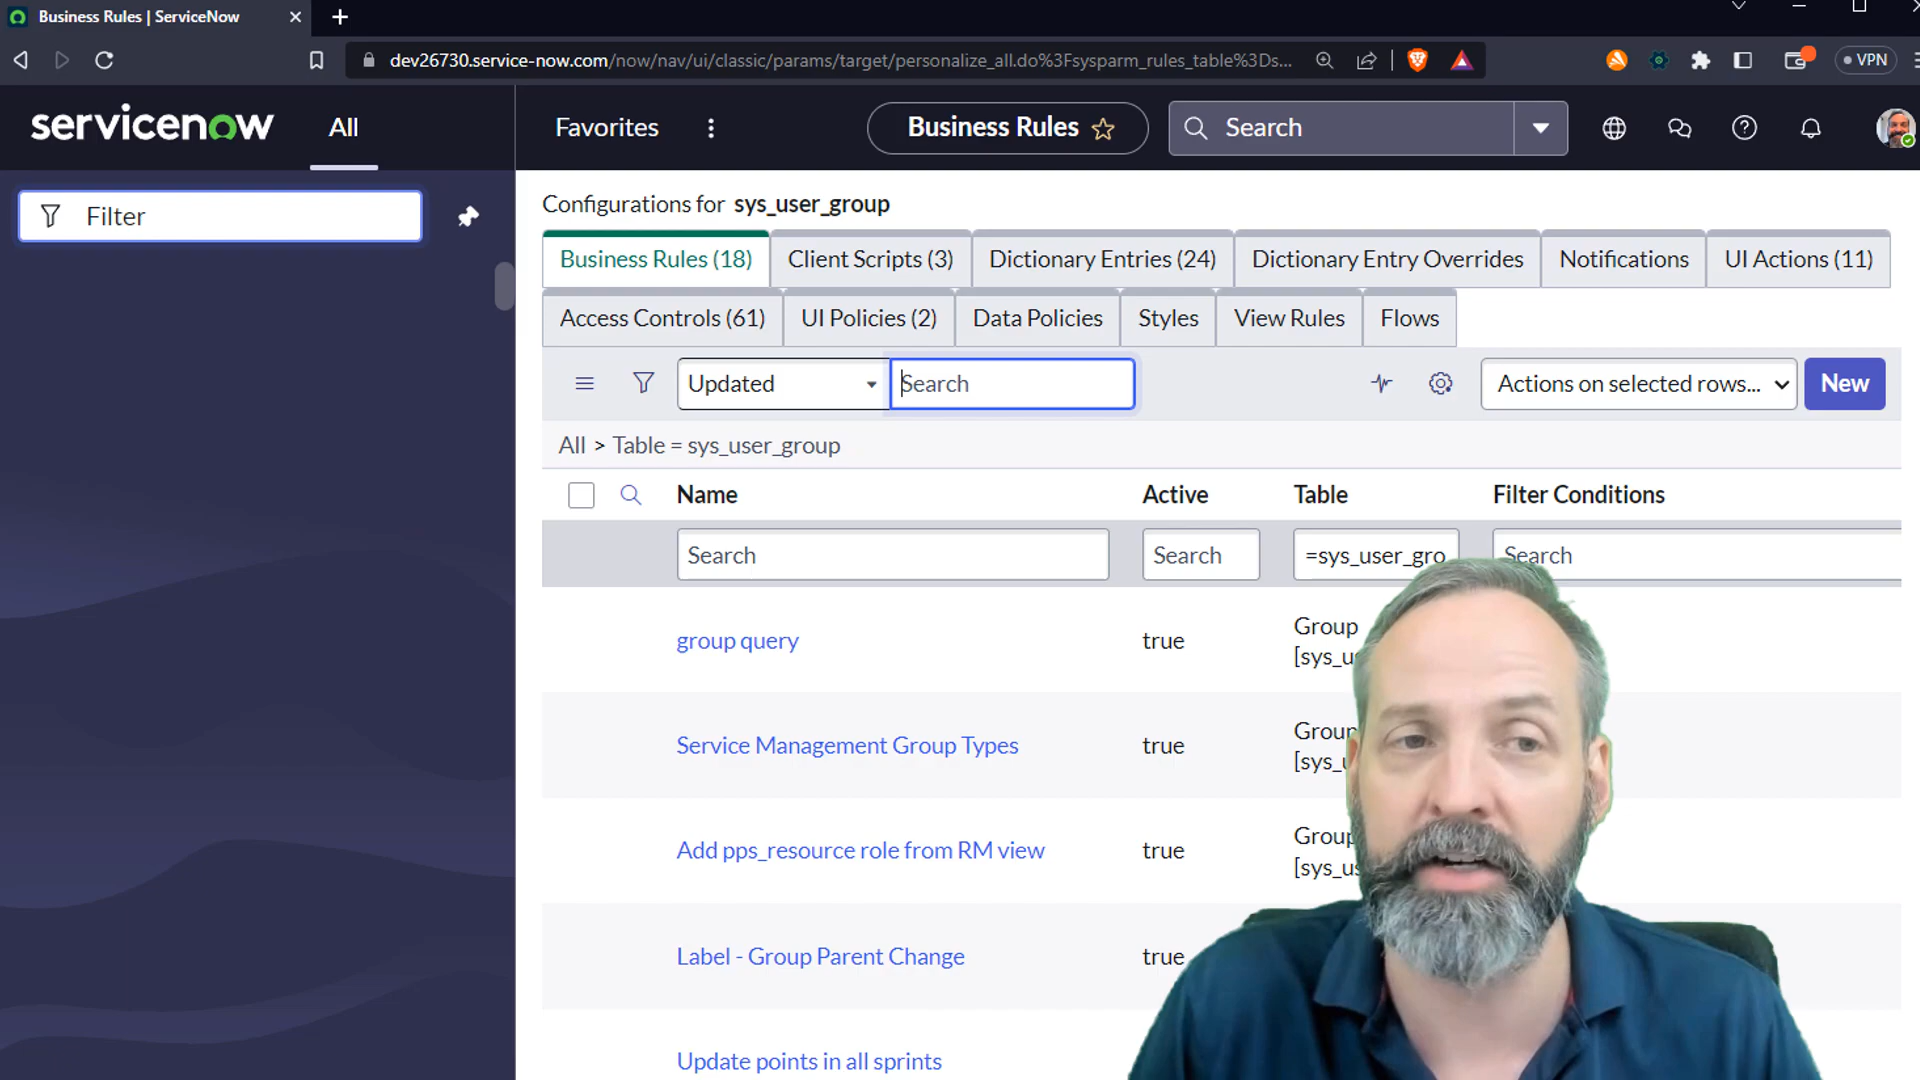 Business Rules | ServiceNow
dev26730.service-now.com/now/nav/ui/classic/params/target/personalize_all.do%3Fsysparm_rules_table%3Ds...
VPN
servicenow
All
Favorites
Business Rules
Search
Filter
Configurations for sys_user_group
Business Rules (18)
Client Scripts (3)
Dictionary Entries (24)
Dictionary Entry Overrides
Notifications
UI Actions (11)
Access Controls (61)
UI Policies (2)
Data Policies
Styles
View Rules
Flows
Updated
Search
Actions on selected rows...
New
All > Table = sys_user_group
Name
Active
Table
Filter Conditions
Search
Search
=sys_user_gro
Search
group query
true
Group
[sys_u
Service Management Group Types
true
Group
[sys_u
Add pps_resource role from RM view
true
Group
[sys_us
Label - Group Parent Change
true
Update points in all sprints